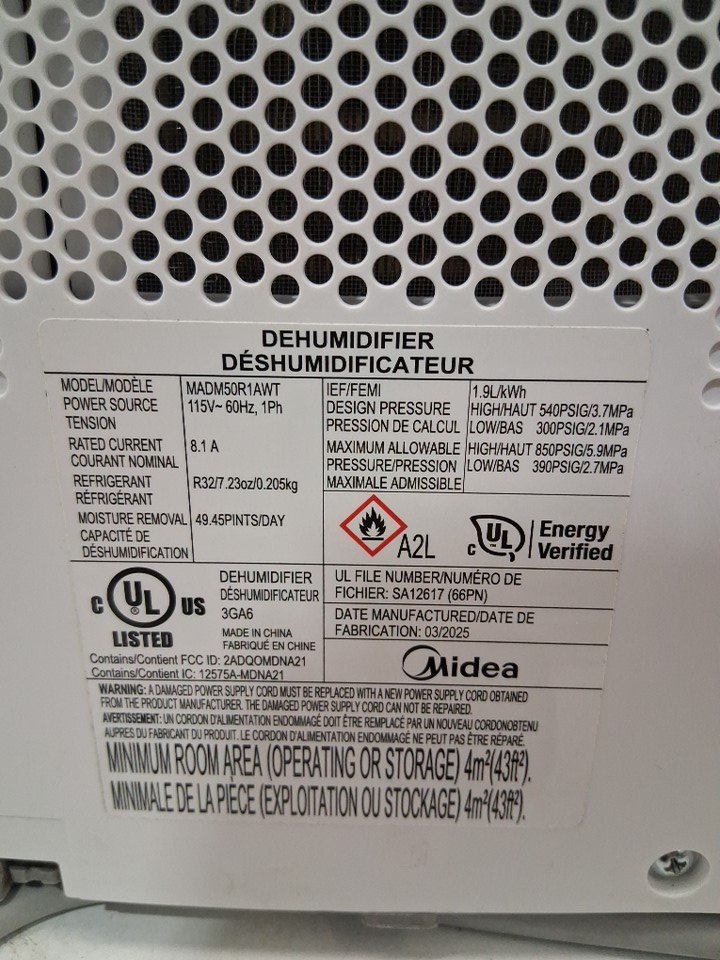 DEHUMIDIFIER
DÉSHUMIDIFICATEUR
MODEL/MODÈLE MADM50R1AWT
POWER SOURCE 115V~ 60Hz, 1Ph
TENSION
RATED CURRENT 8.1 A
COURANT NOMINAL
REFRIGERANT R32/7.23oz/0.205kg
RÉFRIGÉRANT
MOISTURE REMOVAL 49.45PINTS/DAY
CAPACITÉ DE
DÉSHUMIDIFICATION
IEF/FEMI 1.9L/kWh
DESIGN PRESSURE HIGH/HAUT 540PSIG/3.7MPa
PRESSION DE CALCUL LOW/BAS 300PSIG/2.1MPa
MAXIMUM ALLOWABLE HIGH/HAUT 850PSIG/5.9MPa
PRESSURE/PRESSION LOW/BAS 390PSIG/2.7MPa
MAXIMALE ADMISSIBLE
A2L
c UL Energy
Verified
c UL US
®
LISTED
DEHUMIDIFIER
DÉSHUMIDIFICATEUR
3GA6
MADE IN CHINA
FABRIQUÉ EN CHINE
Contains/Contient FCC ID: 2ADQOMDNA21
Contains/Contient IC: 12575A-MDNA21
UL FILE NUMBER/NUMÉRO DE
FICHIER: SA12617 (66PN)
DATE MANUFACTURED/DATE DE
FABRICATION: 03/2025
Midea
WARNING: A DAMAGED POWER SUPPLY CORD MUST BE REPLACED WITH A NEW POWER SUPPLY CORD OBTAINED
FROM THE PRODUCT MANUFACTURER. THE DAMAGED POWER SUPPLY CORD CAN NOT BE REPAIRED.
AVERTISSEMENT: UN CORDON D'ALIMENTATION ENDOMMAGÉ DOIT ÊTRE REMPLACÉ PAR UN NOUVEAU CORDONOBTENU
AUPRES DU FABRICANT DU PRODUIT. LE CORDON D'ALIMENTATION ENDOMMAGÉ NE PEUT PAS ÊTRE RÉPARÉ.
MINIMUM ROOM AREA (OPERATING OR STORAGE) 4m²(43ft²).
MINIMALE DE LA PIÈCE (EXPLOITATION OU STOCKAGE) 4m²(43ft²).